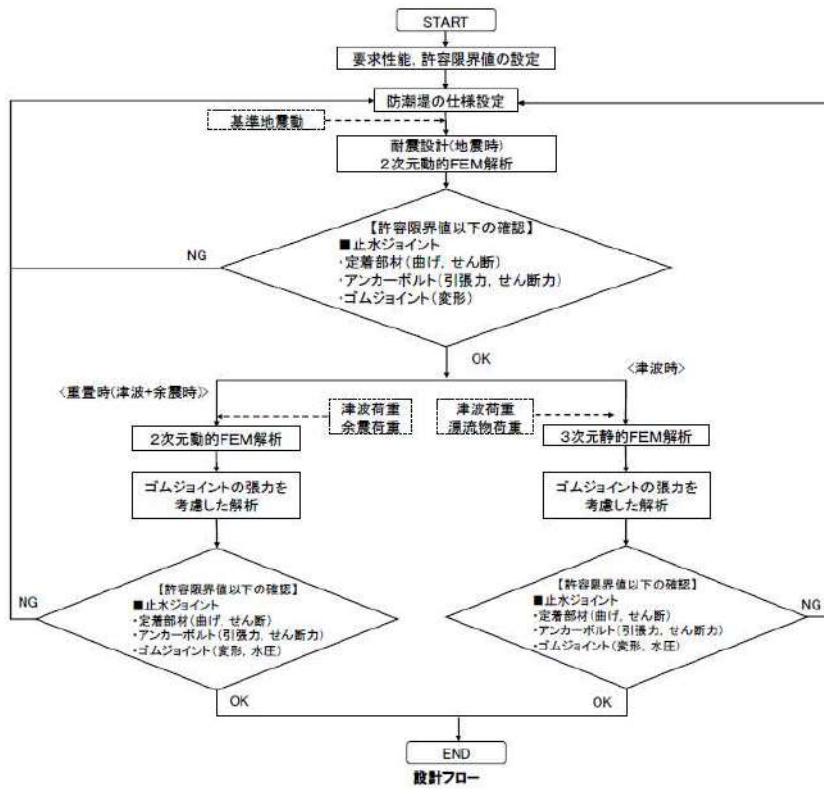 START
要求性能, 許容限界値の設定
防潮堤の仕様設定
基準地震動
耐震設計(地震時)
2次元動的FEM解析
【許容限界値以下の確認】
■止水ジョイント
・定着部材(曲げ, せん断)
・アンカーボルト(引張力, せん断力)
・ゴムジョイント(変形)
NG
OK
<重畳時(津波+余震時)>
<津波時>
津波荷重
余震荷重
津波荷重
漂流物荷重
2次元動的FEM解析
3次元静的FEM解析
ゴムジョイントの張力を
考慮した解析
ゴムジョイントの張力を
考慮した解析
【許容限界値以下の確認】
■止水ジョイント
・定着部材(曲げ, せん断)
・アンカーボルト(引張力, せん断力)
・ゴムジョイント(変形, 水圧)
NG
OK
【許容限界値以下の確認】
■止水ジョイント
・定着部材(曲げ, せん断)
・アンカーボルト(引張力, せん断力)
・ゴムジョイント(変形, 水圧)
NG
OK
END
設計フロー